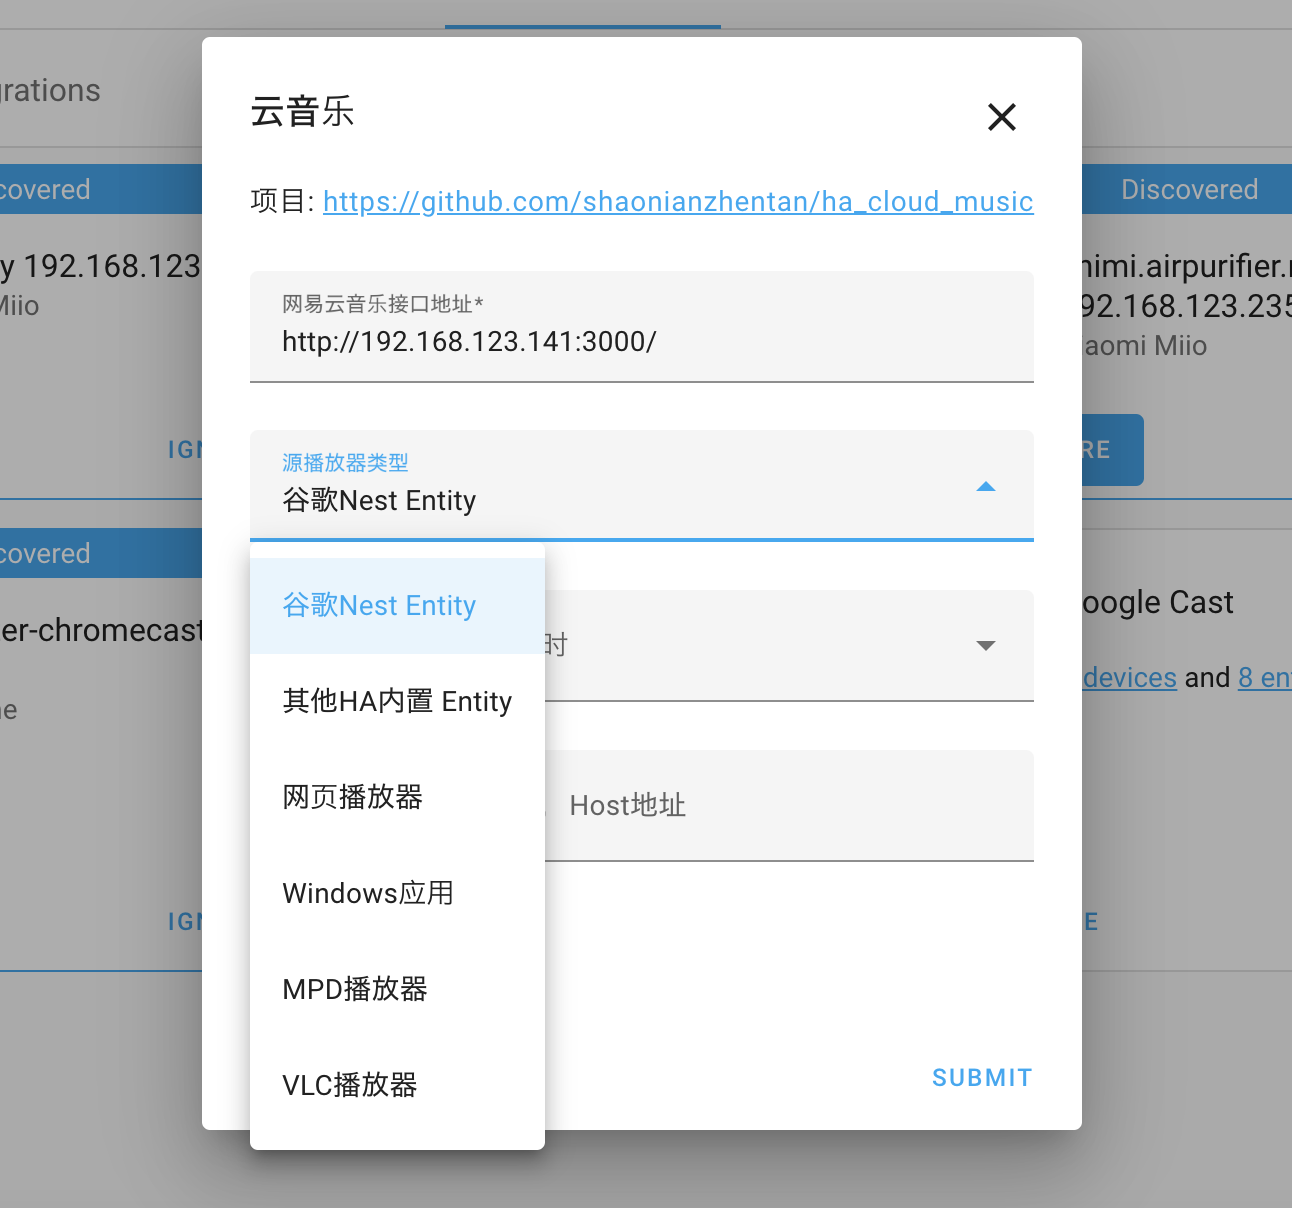 云音乐
项目: https://github.com/shaonianzhentan/ha_cloud_music
网易云音乐接口地址*
http://192.168.123.141:3000/
源播放器类型
谷歌Nest Entity
谷歌Nest Entity
其他HA内置 Entity
网页播放器
Windows应用
MPD播放器
VLC播放器
时
Host地址
SUBMIT
rations
covered
y 192.168.123
Miio
IGN
covered
er-chromecast
e
IGN
Discovered
nimi.airpurifier.
92.168.123.235
aomi Miio
RE
oogle Cast
devices and 8 en
E